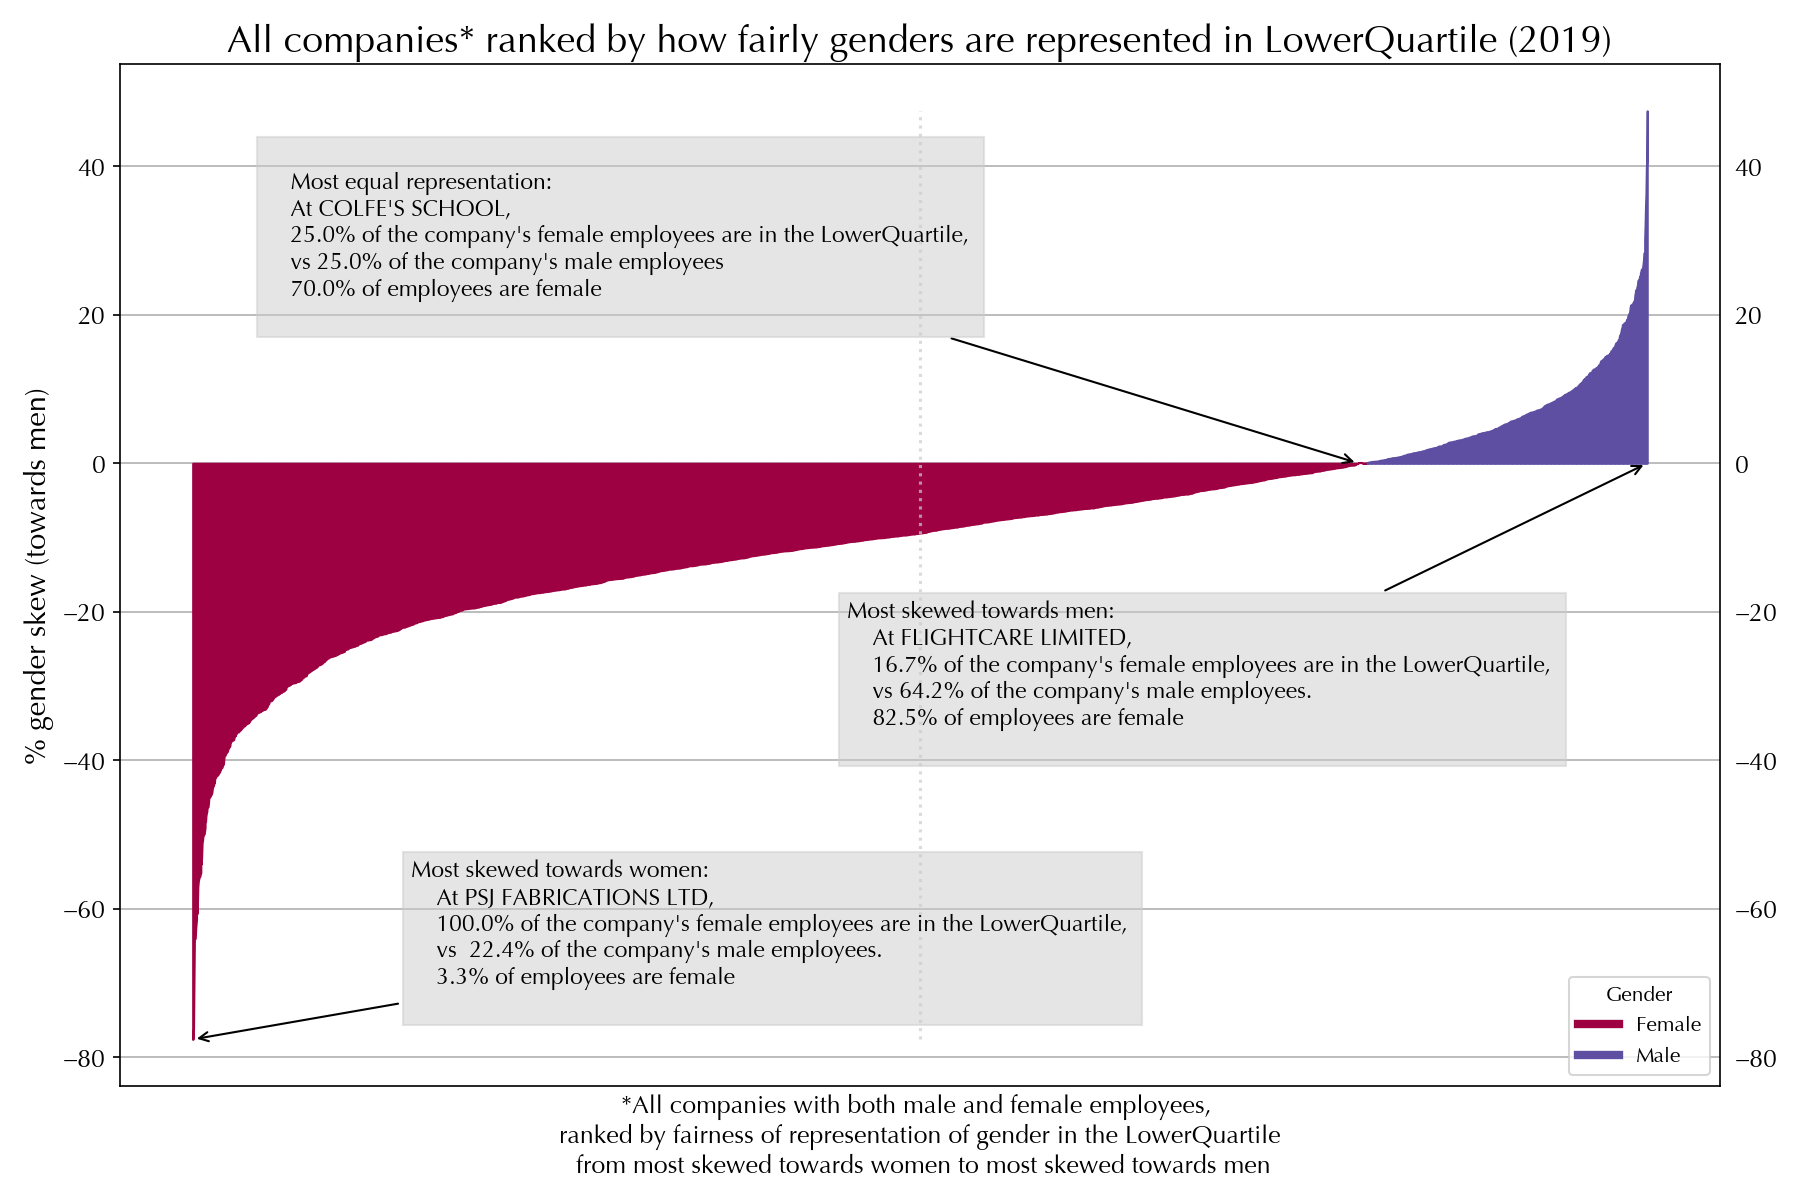 All companies* ranked by how fairly genders are represented in LowerQuartile (2019)
% gender skew (towards men)
40
20
0
–20
–40
–60
–80
40
20
0
–20
–40
–60
–80
Most equal representation:
At COLFE'S SCHOOL,
25.0% of the company's female employees are in the LowerQuartile,
vs 25.0% of the company's male employees
70.0% of employees are female
Most skewed towards men:
At FLIGHTCARE LIMITED,
16.7% of the company's female employees are in the LowerQuartile,
vs 64.2% of the company's male employees.
82.5% of employees are female
Most skewed towards women:
At PSJ FABRICATIONS LTD,
100.0% of the company's female employees are in the LowerQuartile,
vs  22.4% of the company's male employees.
3.3% of employees are female
Gender
Female
Male
*All companies with both male and female employees,
ranked by fairness of representation of gender in the LowerQuartile
from most skewed towards women to most skewed towards men